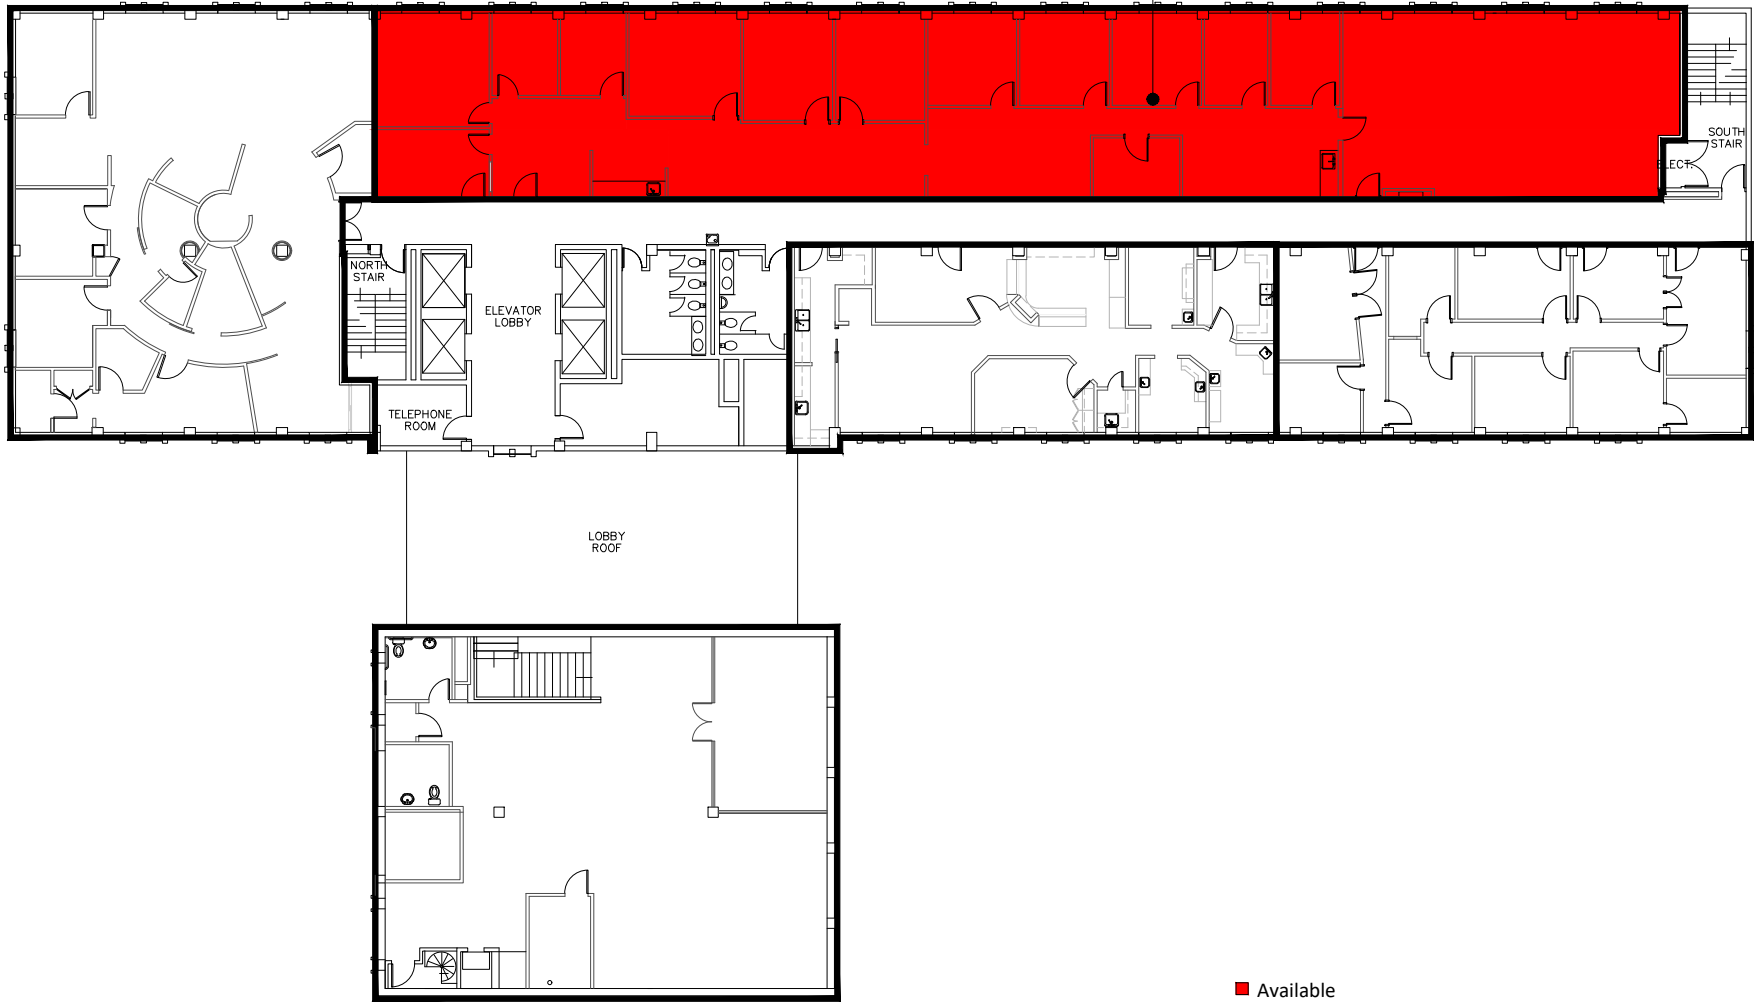 SOUTH
STAIR
ELECT.
NORTH
STAIR
ELEVATOR
LOBBY
TELEPHONE
ROOM
LOBBY
ROOF
Available